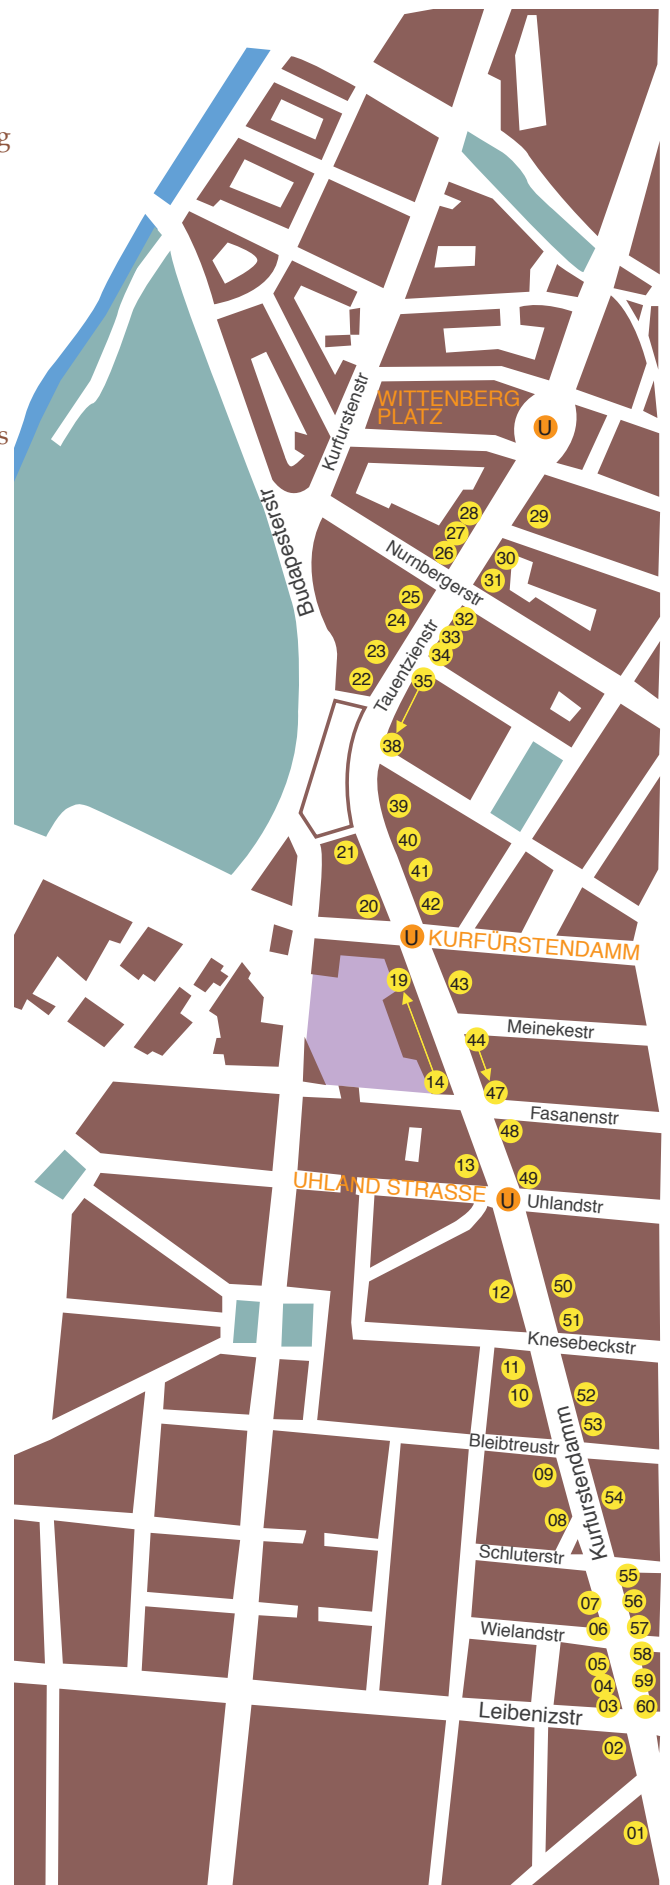 g
s
WITTENBERG
PLATZ
U
Kurfurstenstr
Budapesterstr
28
29
27
26
Nurnbergerstr
30
31
25
24
32
33
23
34
22
Tauentzienstr
35
38
39
21
40
41
20
42
U
KURFÜRSTENDAMM
19
43
Meinekestr
44
14
47
Fasanenstr
48
13
49
UHLAND STRASSE
U
Uhlandstr
12
50
51
Knesebeckstr
11
10
52
53
Kurfurstendamm
Bleibtreustr
09
54
08
Schluterstr
55
07
56
06
57
Wielandstr
58
05
04
59
03
60
Leibenizstr
02
01